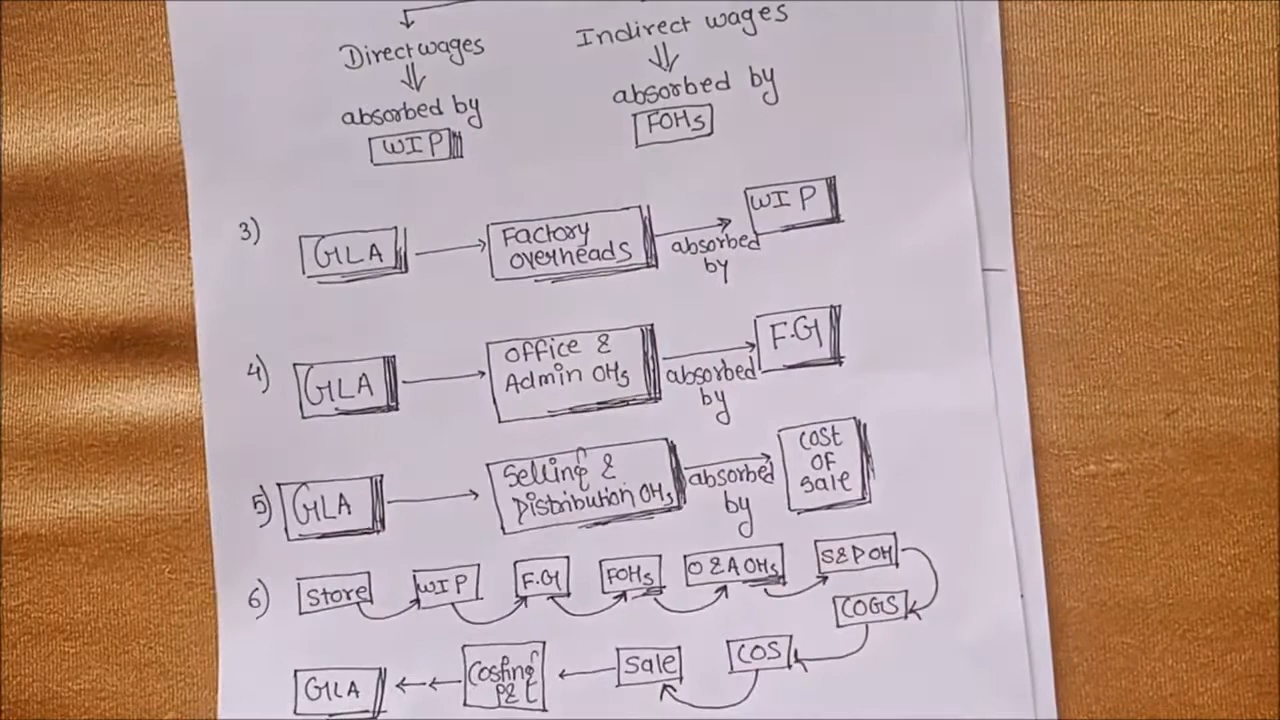 Direct wages
Indirect wages
absorbed by
absorbed by
WIP
FOHs
3)
GLA
Factory
overheads
absorbed
by
WIP
4)
GLA
Office &
Admin OHs
absorbed
by
F.G
5)
GLA
Selling &
Distribution OHs
absorbed
by
Cost
OF
Sale
6)
Store
WIP
F.G
FOHs
O & A OHs
S&D OH
COGS
COS
Sale
Costing
P&L
GLA